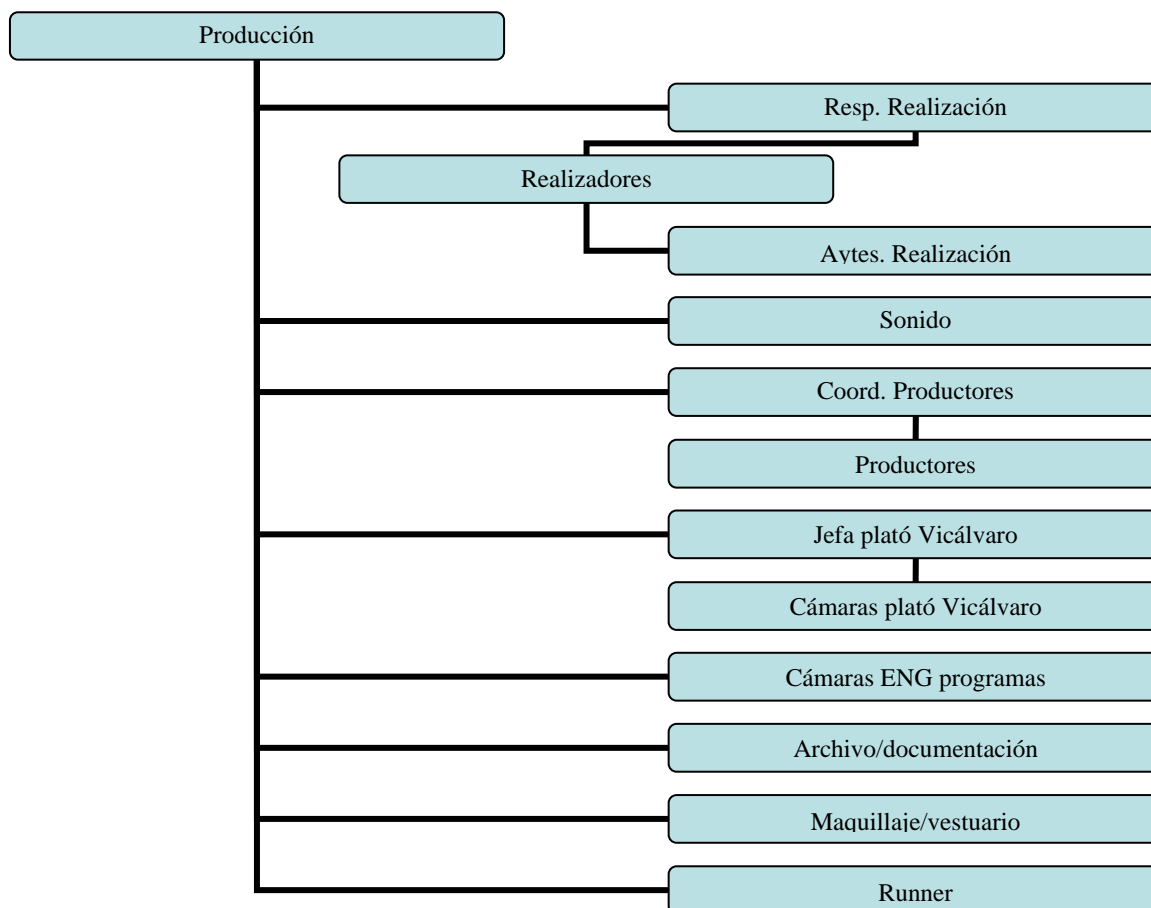 Producción
Resp. Realización
Realizadores
Aytes. Realización
Sonido
Coord. Productores
Productores
Jefa plató Vicálvaro
Cámaras plató Vicálvaro
Cámaras ENG programas
Archivo/documentación
Maquillaje/vestuario
Runner